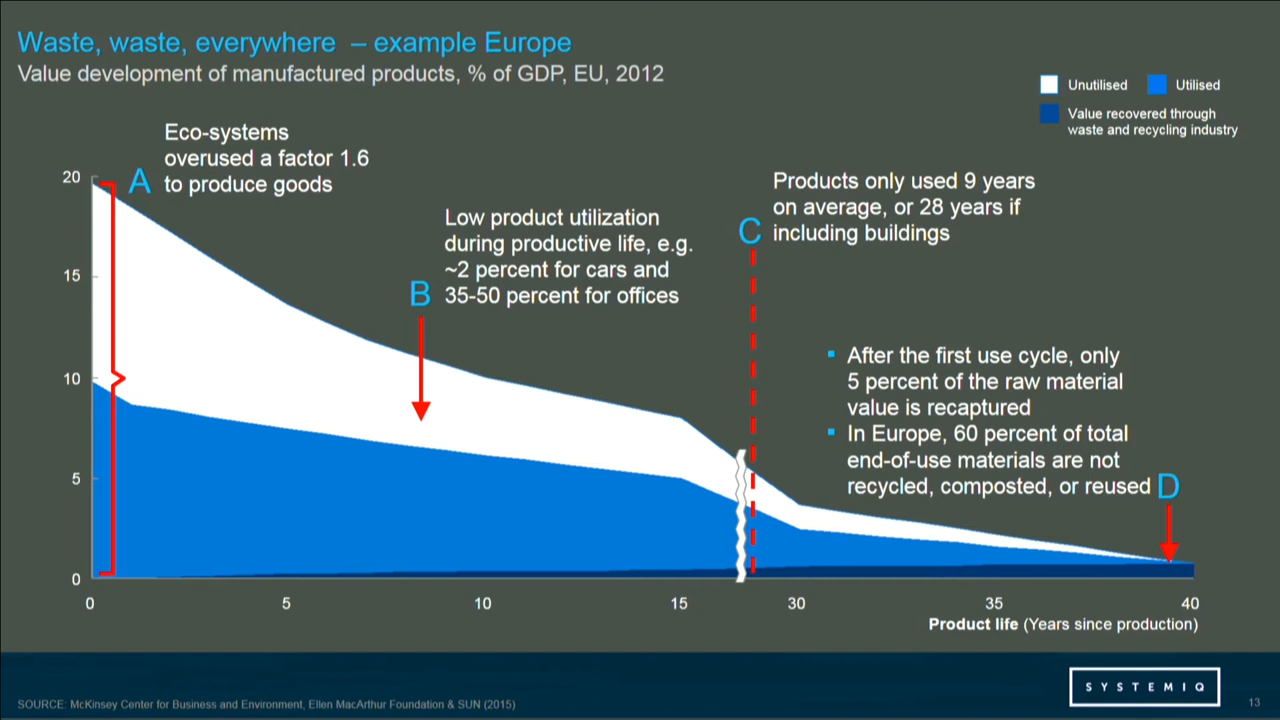 Waste, waste, everywhere – example Europe
Value development of manufactured products, % of GDP, EU, 2012
Unutilised
Utilised
Value recovered through
waste and recycling industry
A
Eco-systems
overused a factor 1.6
to produce goods
B
Low product utilization
during productive life, e.g.
~2 percent for cars and
35-50 percent for offices
C
Products only used 9 years
on average, or 28 years if
including buildings
After the first use cycle, only
5 percent of the raw material
value is recaptured
In Europe, 60 percent of total
end-of-use materials are not
recycled, composted, or reused
D
20
15
10
5
0
0
5
10
15
30
35
40
Product life (Years since production)
SYSTEMIQ
SOURCE: McKinsey Center for Business and Environment, Ellen MacArthur Foundation & SUN (2015)
13